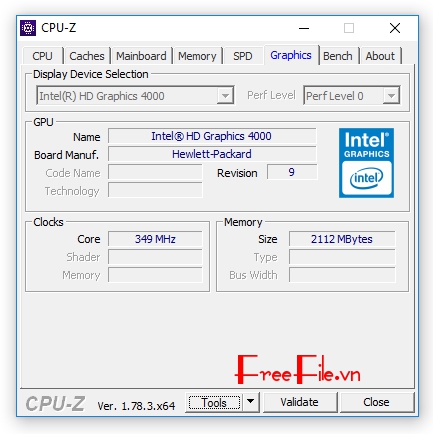 CPU-Z
CPU Caches Mainboard Memory SPD Graphics Bench About
Display Device Selection
Intel(R) HD Graphics 4000 Perf Level Perf Level 0
GPU
Name Intel® HD Graphics 4000
Board Manuf. Hewlett-Packard
Code Name Revision 9
Technology
Intel®
GRAPHICS
intel
Clocks
Core 349 MHz
Shader
Memory
Memory
Size 2112 MBytes
Type
Bus Width
FreeFile.vn
CPU-Z Ver. 1.78.3.x64 Tools Validate Close